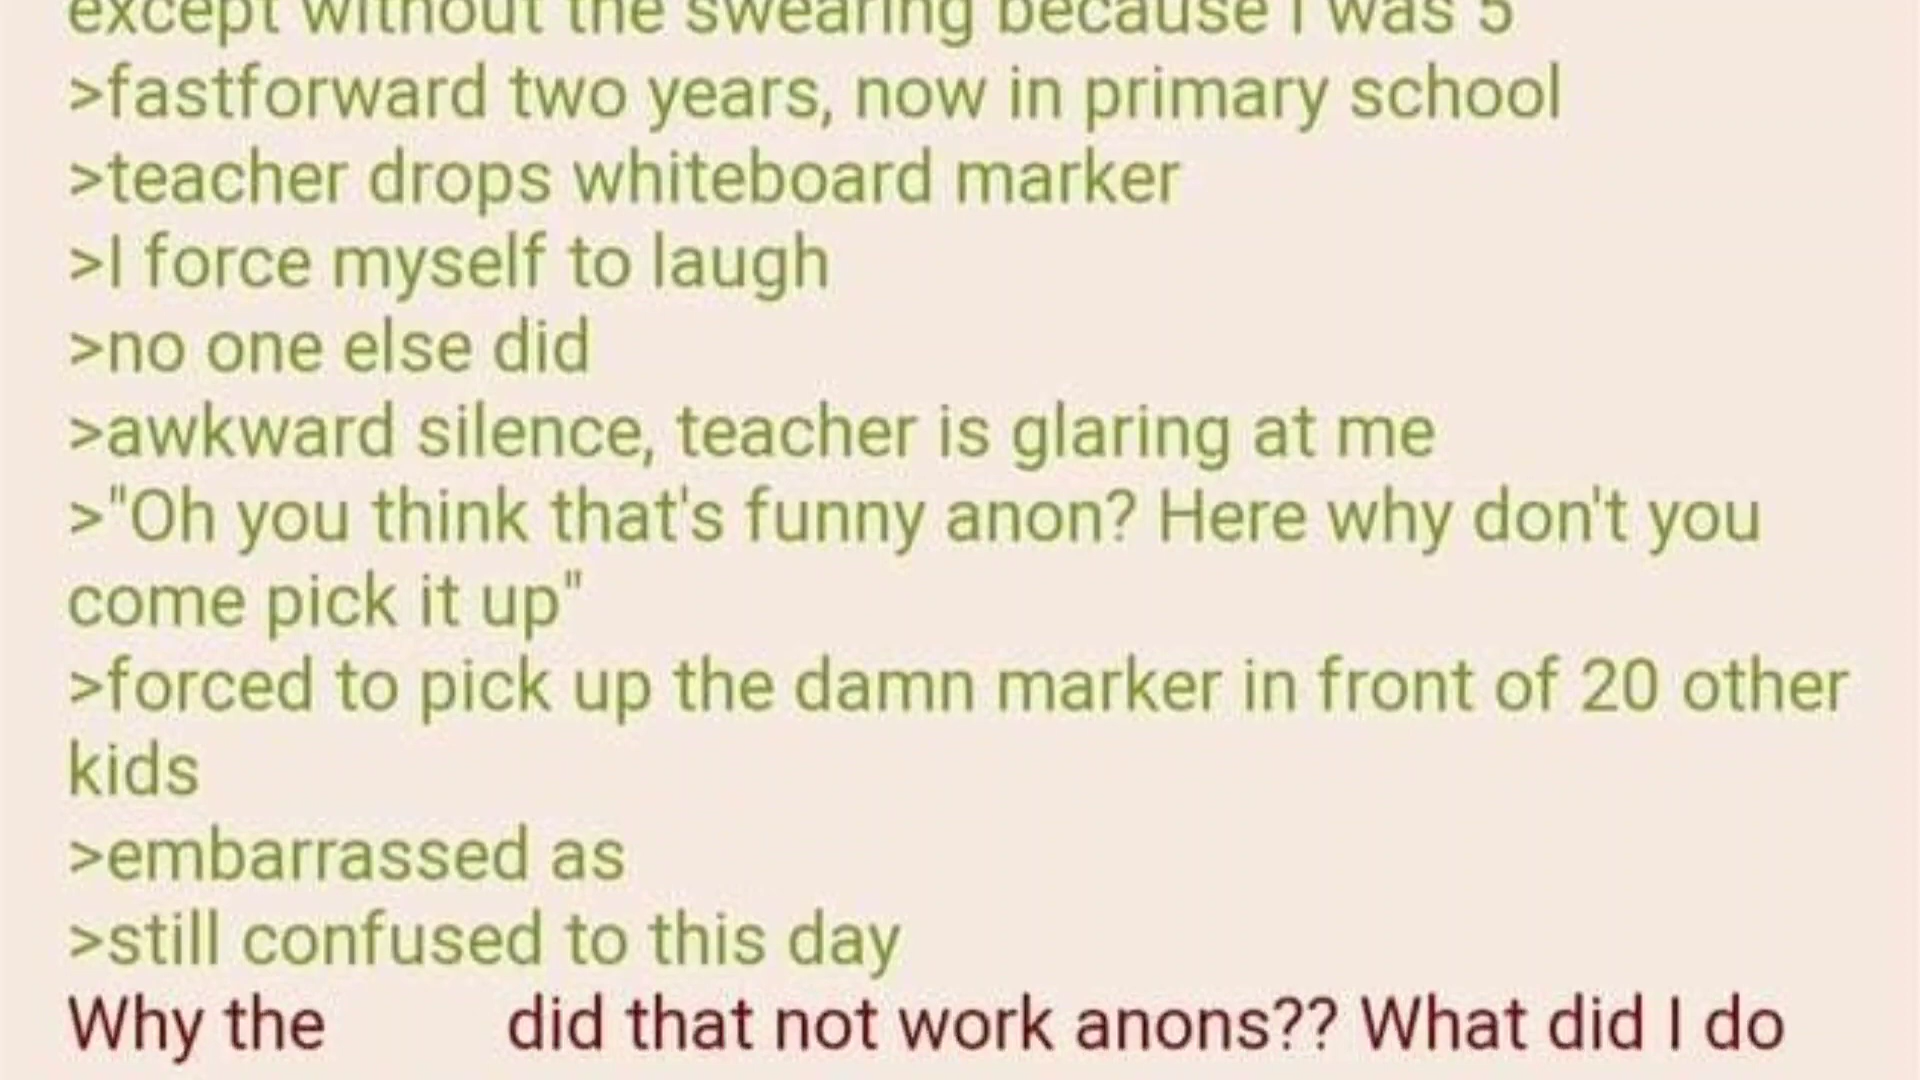 except without the swearing because I was 5
>fastforward two years, now in primary school
>teacher drops whiteboard marker
>I force myself to laugh
>no one else did
>awkward silence, teacher is glaring at me
>"Oh you think that's funny anon? Here why don't you
come pick it up"
>forced to pick up the damn marker in front of 20 other
kids
>embarrassed as
>still confused to this day
Why the did that not work anons?? What did I do